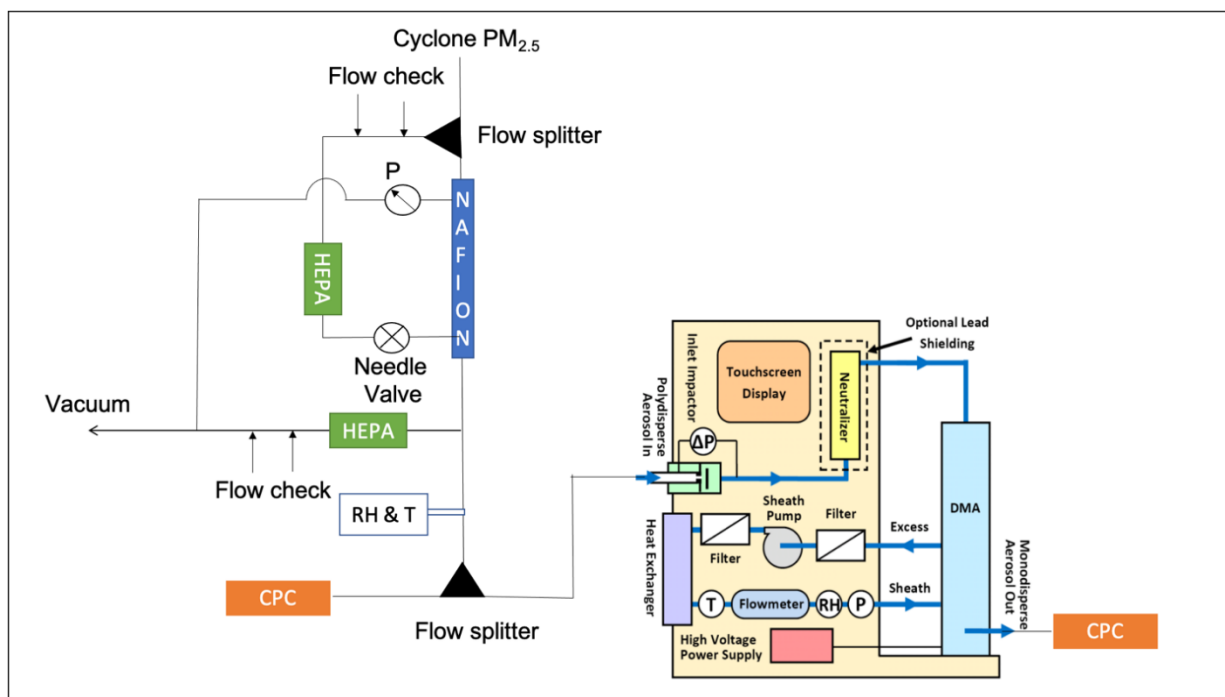 Cyclone PM2.5
Flow check
Flow splitter
P
NAFION
HEPA
Needle
Valve
Vacuum
HEPA
Flow check
RH & T
CPC
Flow splitter
Optional Lead
Shielding
Inlet Impactor
Touchscreen
Display
Neutralizer
Polydisperse
Aerosol In
ΔP
Sheath
Pump
Filter
DMA
Excess
Filter
Heat Exchanger
Monodisperse
Aerosol Out
Sheath
T
Flowmeter
RH
P
High Voltage
Power Supply
CPC